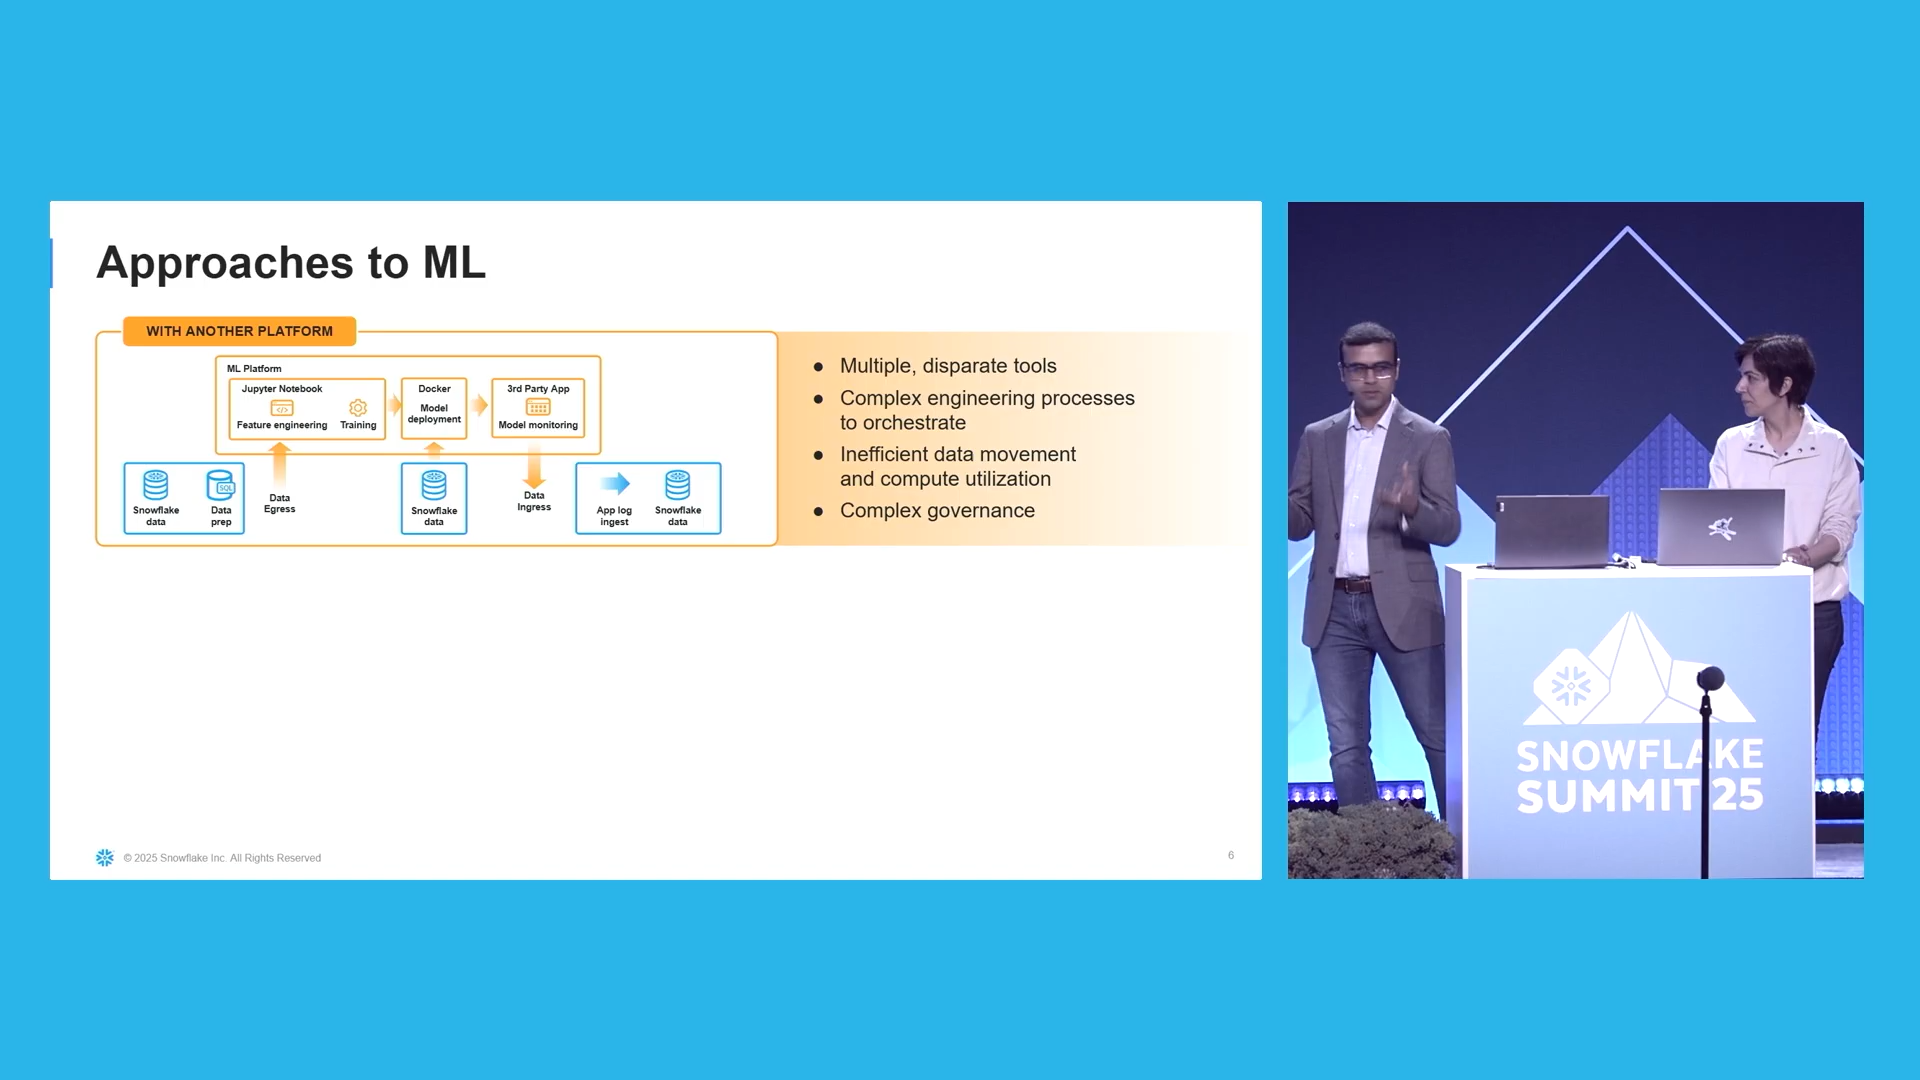 Approaches to ML
WITH ANOTHER PLATFORM
ML Platform
Jupyter Notebook
Feature engineering
Training
Docker
Model
deployment
3rd Party App
Model monitoring
Snowflake
data
SQL
Data
prep
Data
Egress
Snowflake
data
Data
Ingress
App log
ingest
Snowflake
data
● Multiple, disparate tools
● Complex engineering processes
to orchestrate
● Inefficient data movement
and compute utilization
● Complex governance
© 2025 Snowflake Inc. All Rights Reserved
6
SNOWFLAKE
SUMMIT 25